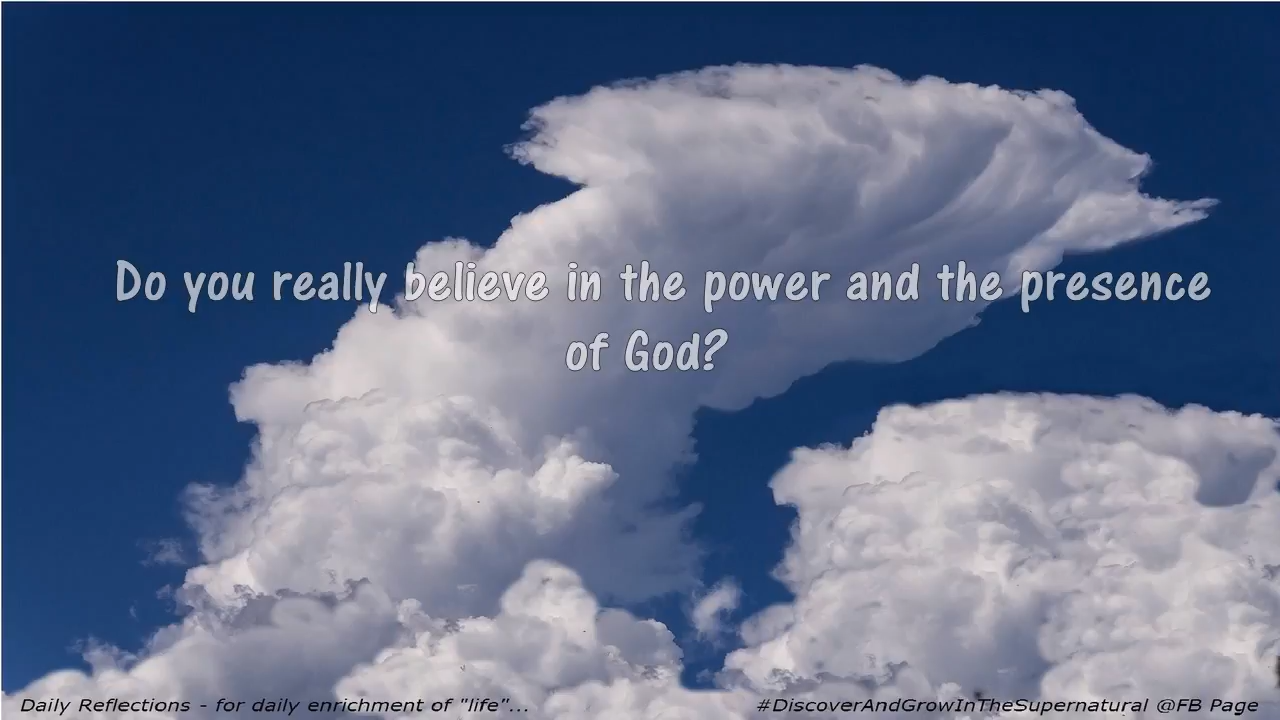 Do you really believe in the power and the presence
of God?
Daily Reflections - for daily enrichment of "life"...
#DiscoverAndGrowInTheSupernatural @FB Page